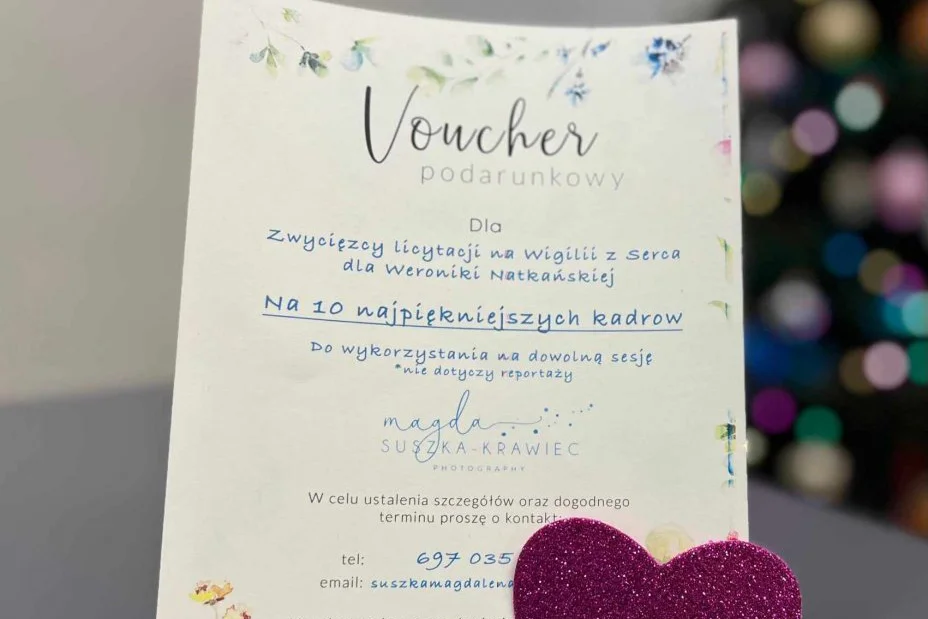 Voucher
podarunkowy
Dla
Zwycięzcy licytacji na Wigilii z Serca
dla Weroniki Natkańskiej
Na 10 najpiękniejszych kadrow
Do wykorzystania na dowolną sesję
*nie dotyczy reportaży
magda
SUSZKA-KRAWIEC
PHOTOGRAPHY
W celu ustalenia szczegółów oraz dogodnego
terminu proszę o kontakt:
tel: 697 035
email: suszkamagdalena